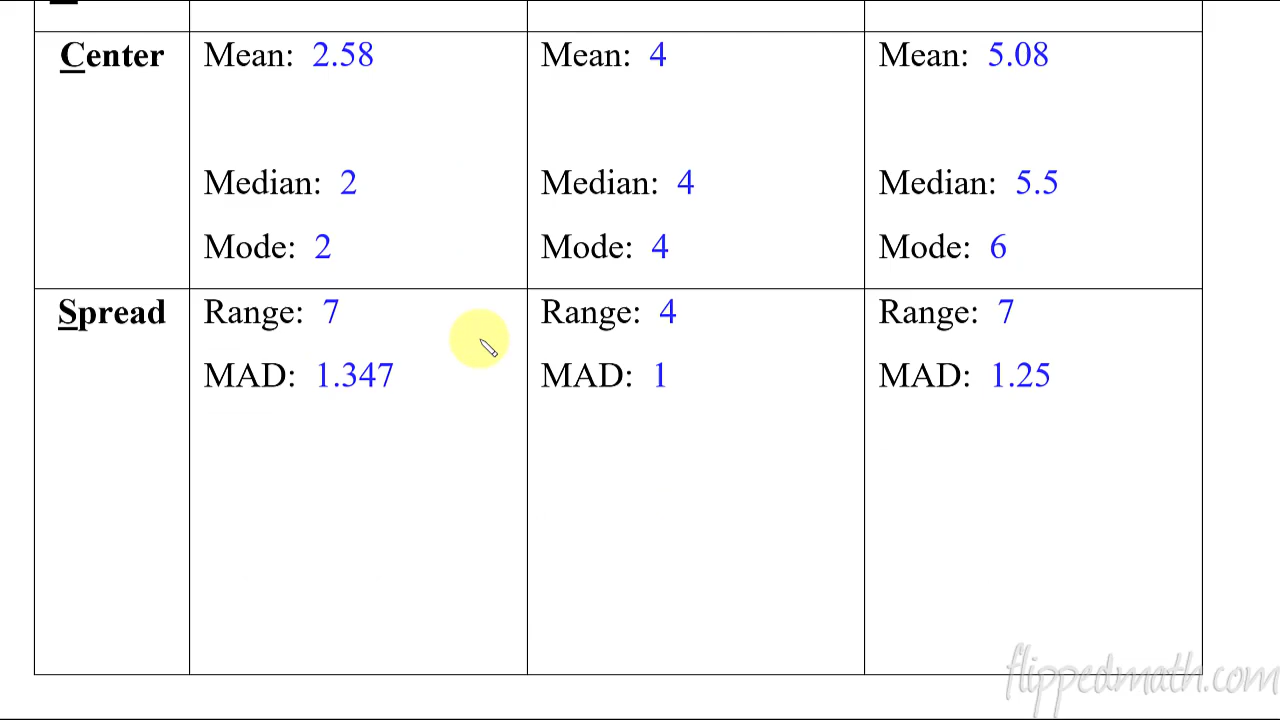 Center
Mean: 2.58
Median: 2
Mode: 2
Mean: 4
Median: 4
Mode: 4
Mean: 5.08
Median: 5.5
Mode: 6
Spread
Range: 7
MAD: 1.347
Range: 4
MAD: 1
Range: 7
MAD: 1.25
flippedmath.com